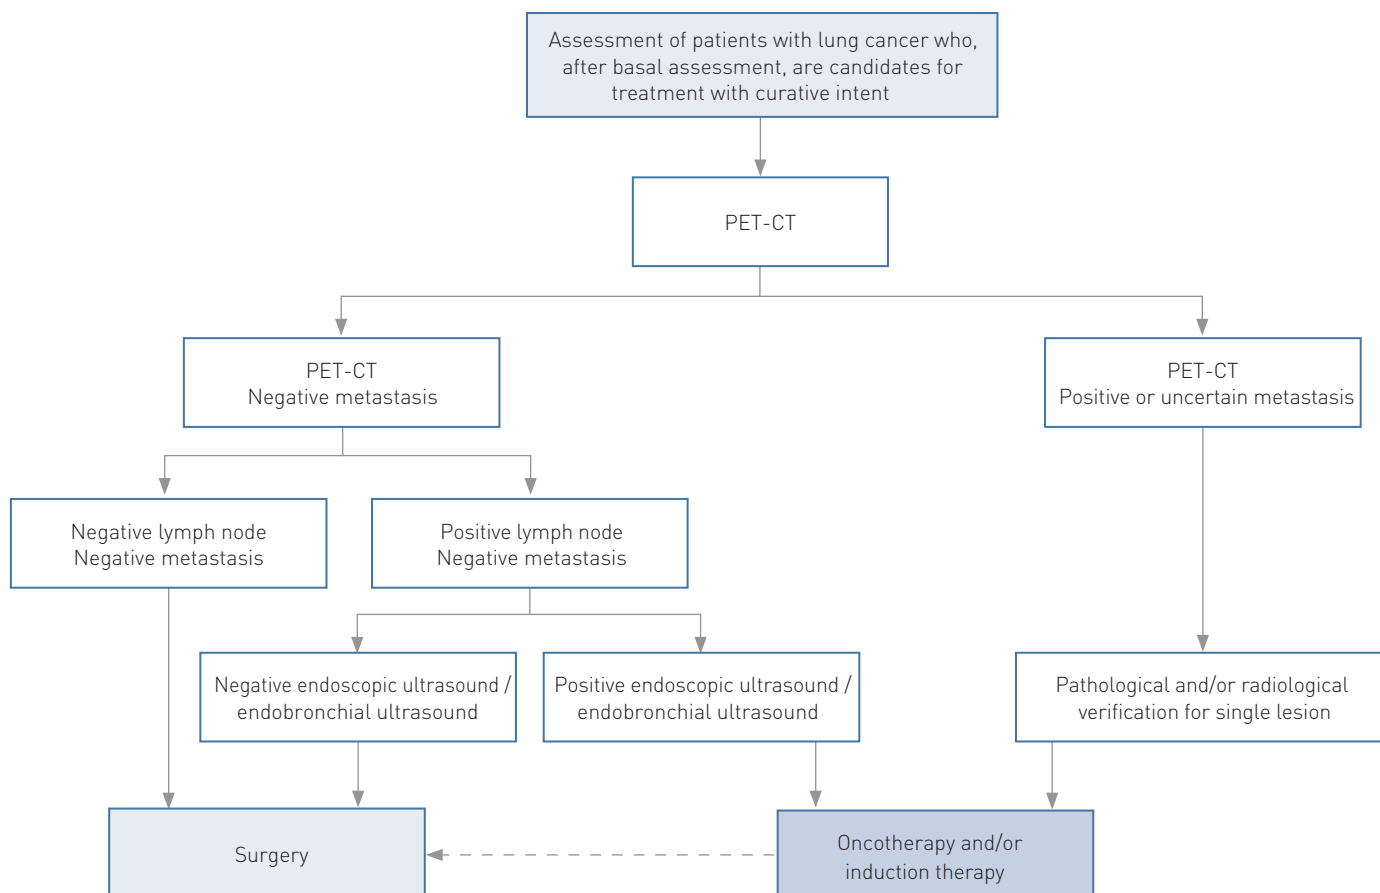 Assessment of patients with lung cancer who,
after basal assessment, are candidates for
treatment with curative intent
PET-CT
PET-CT
Negative metastasis
PET-CT
Positive or uncertain metastasis
Negative lymph node
Negative metastasis
Positive lymph node
Negative metastasis
Negative endoscopic ultrasound /
endobronchial ultrasound
Positive endoscopic ultrasound /
endobronchial ultrasound
Pathological and/or radiological
verification for single lesion
Surgery
Oncotherapy and/or
induction therapy